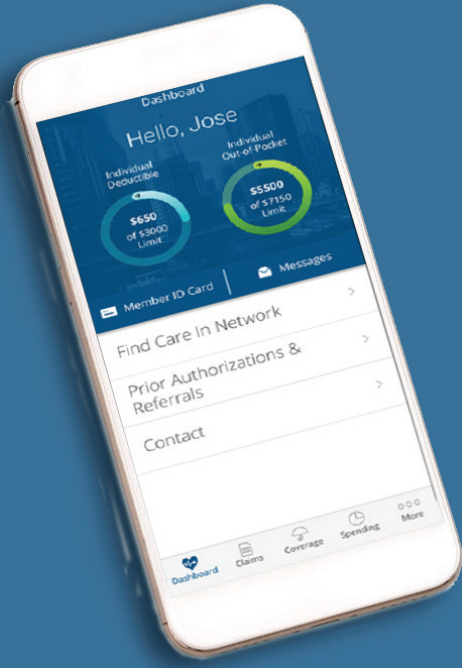 Dashboard
Hello, Jose
Individual
Deductible
$650
of $3000
Limit
Individual
Out-of-Pocket
$5500
of $7150
Limit
Member ID Card
Messages
Find Care In Network
Prior Authorizations &
Referrals
Contact
Dashboard
Claims
Coverage
Spending
More